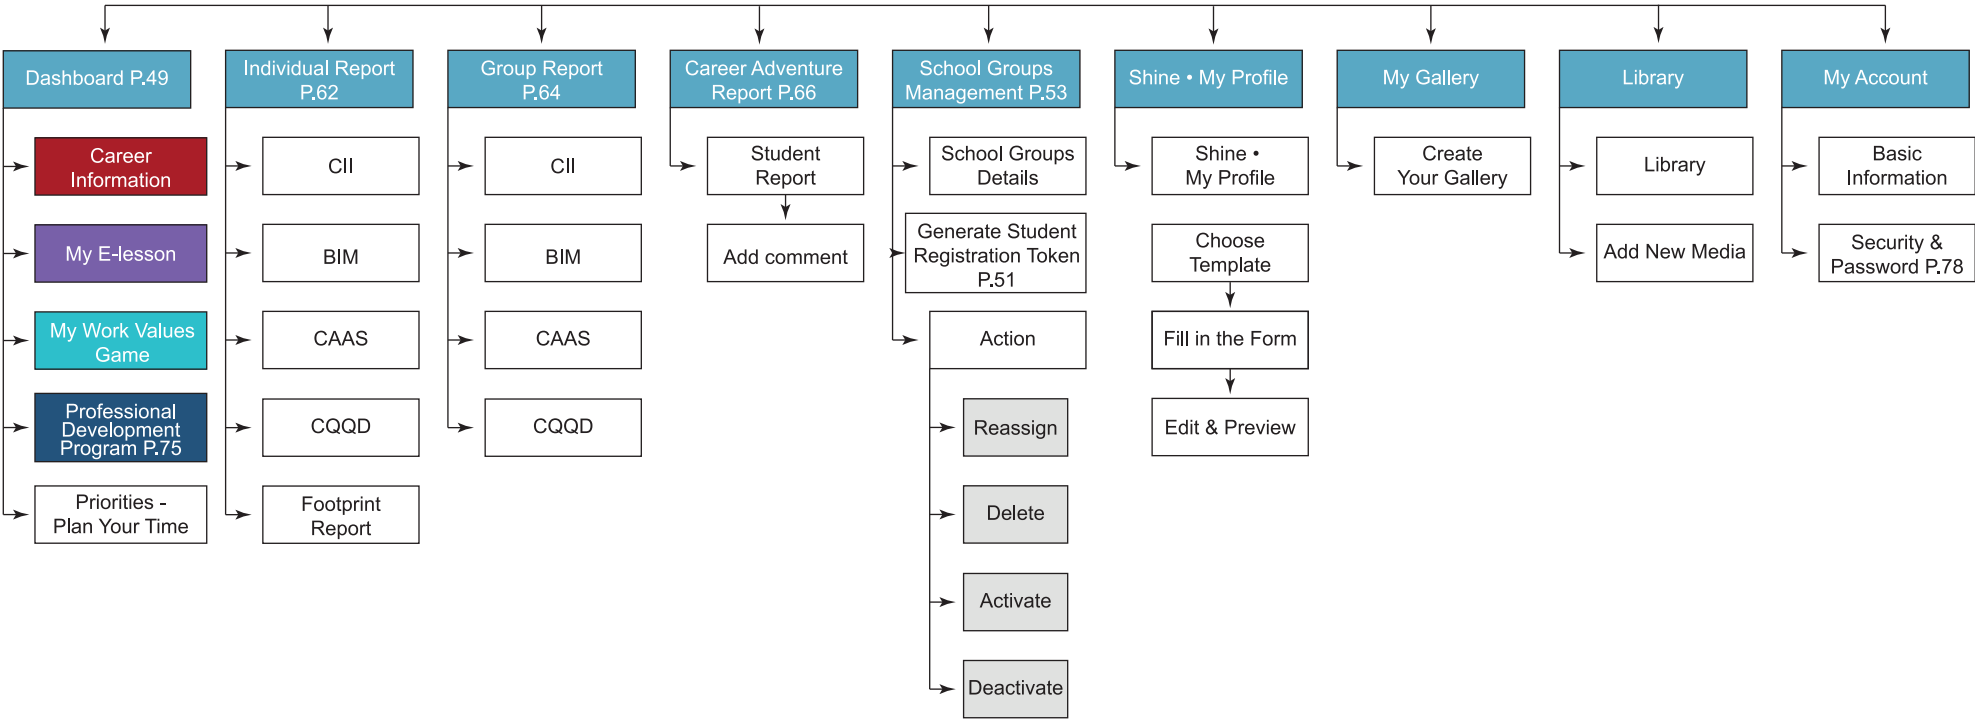 Dashboard P.49
Individual Report
P.62
Group Report
P.64
Career Adventure
Report P.66
School Groups
Management P.53
Shine • My Profile
My Gallery
Library
My Account
Career
Information
My E-lesson
My Work Values
Game
Professional
Development
Program P.75
Priorities -
Plan Your Time
CII
BIM
CAAS
CQQD
Footprint
Report
CII
BIM
CAAS
CQQD
Student
Report
Add comment
School Groups
Details
Generate Student
Registration Token
P.51
Action
Reassign
Delete
Activate
Deactivate
Shine •
My Profile
Choose
Template
Fill in the Form
Edit & Preview
Create
Your Gallery
Library
Add New Media
Basic
Information
Security &
Password P.78